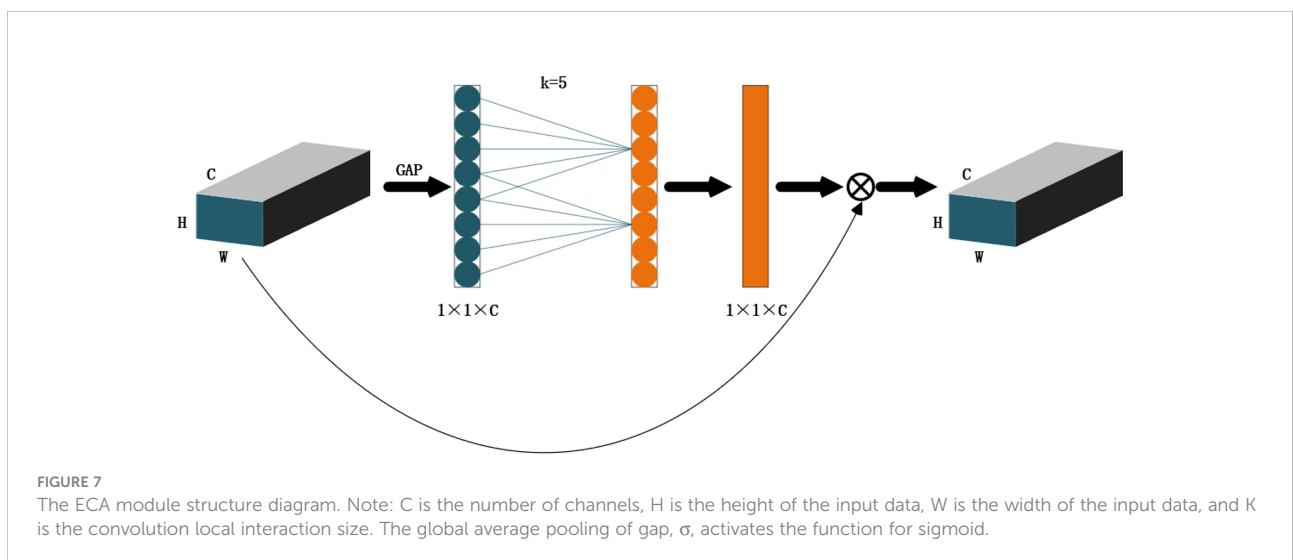 k=5
C
GAP
H
W
1×1×C
1×1×C
C
H
W
FIGURE 7
The ECA module structure diagram. Note: C is the number of channels, H is the height of the input data, W is the width of the input data, and K
is the convolution local interaction size. The global average pooling of gap, σ, activates the function for sigmoid.